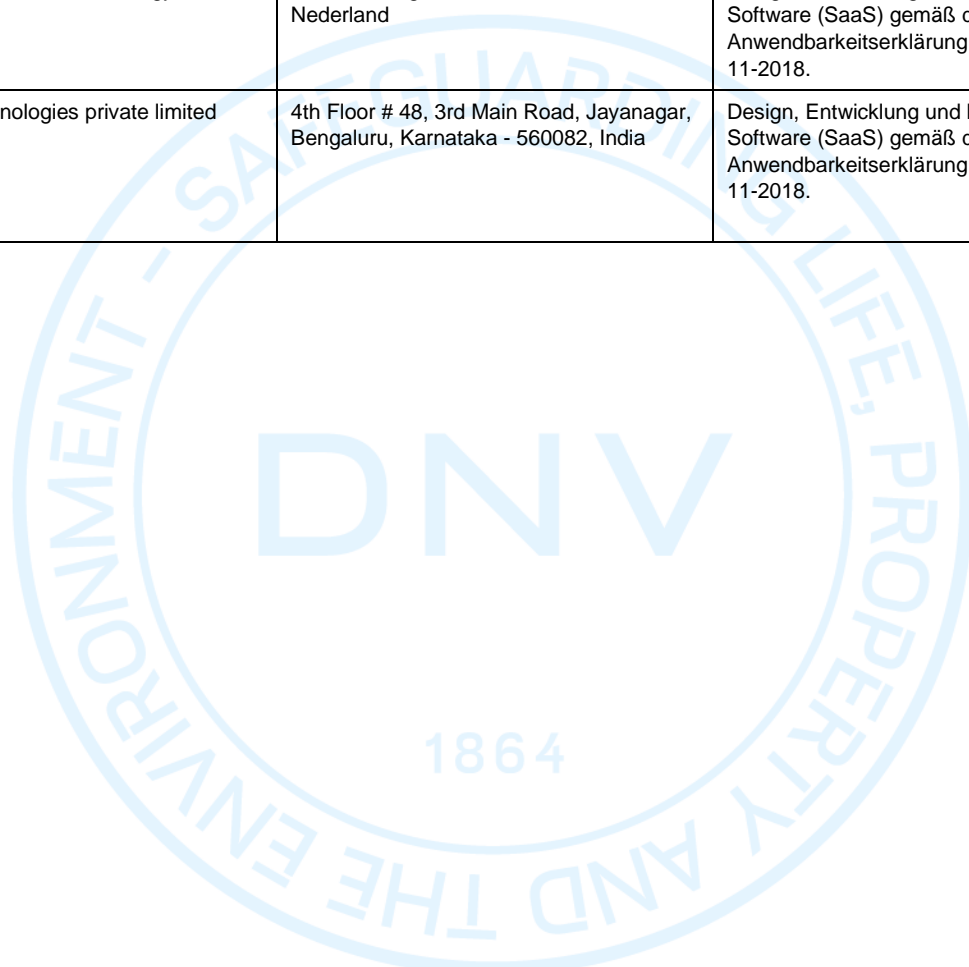 Nederland
Software (SaaS) gemäß
Anwendbarkeitserklärung
11-2018.
private limited
4th Floor # 48, 3rd Main Road, Jayanagar,
Bengaluru, Karnataka - 560082, India
Design, Entwicklung und
Software (SaaS) gemäß
Anwendbarkeitserklärung
11-2018.
SAFEGUARDING LIFE, PROPERTY AND THE ENVIRONMENT -
DNV
1864